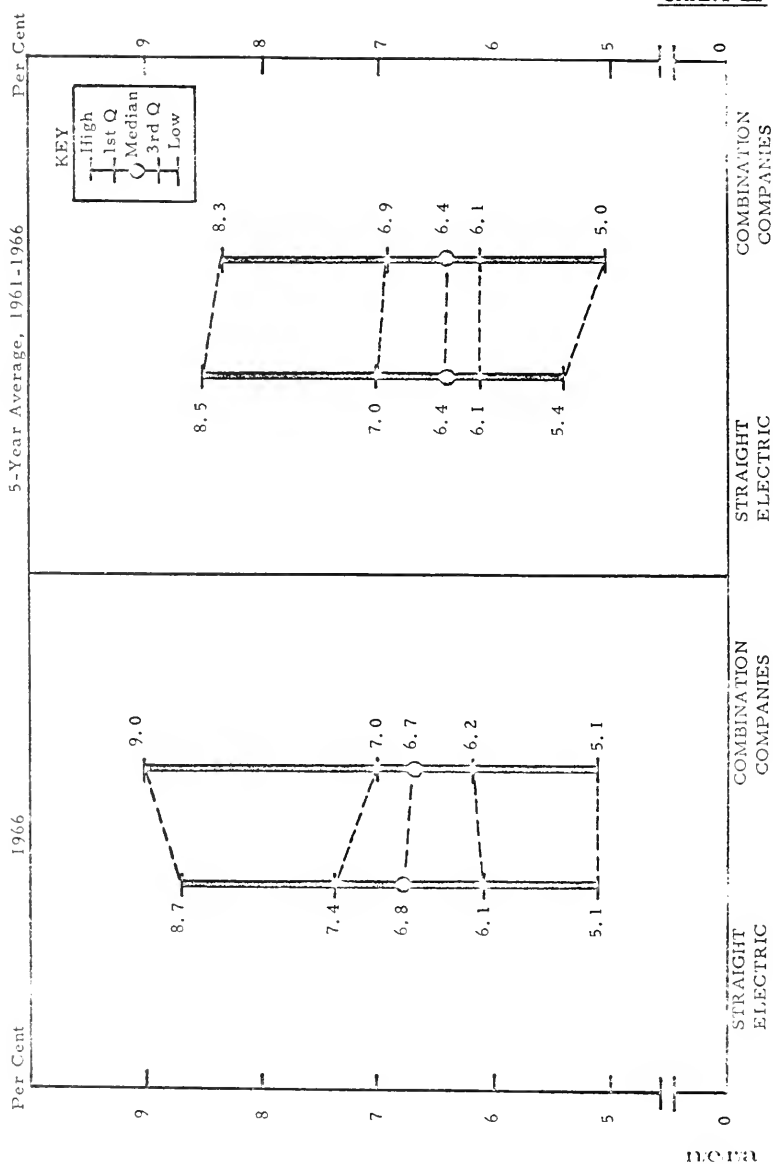 Per Cent
1966
5-Year Average, 1961-1966
Per Cent
KEY
High
1st Q
Median
3rd Q
Low
9
8
7
6
5
0
8.7
7.4
6.8
6.1
5.1
9.0
7.0
6.7
6.2
5.1
8.5
7.0
6.4
6.1
5.4
8.3
6.9
6.4
6.1
5.0
9
8
7
6
5
0
STRAIGHT
ELECTRIC
COMBINATION
COMPANIES
STRAIGHT
ELECTRIC
COMBINATION
COMPANIES
n/e/r/a